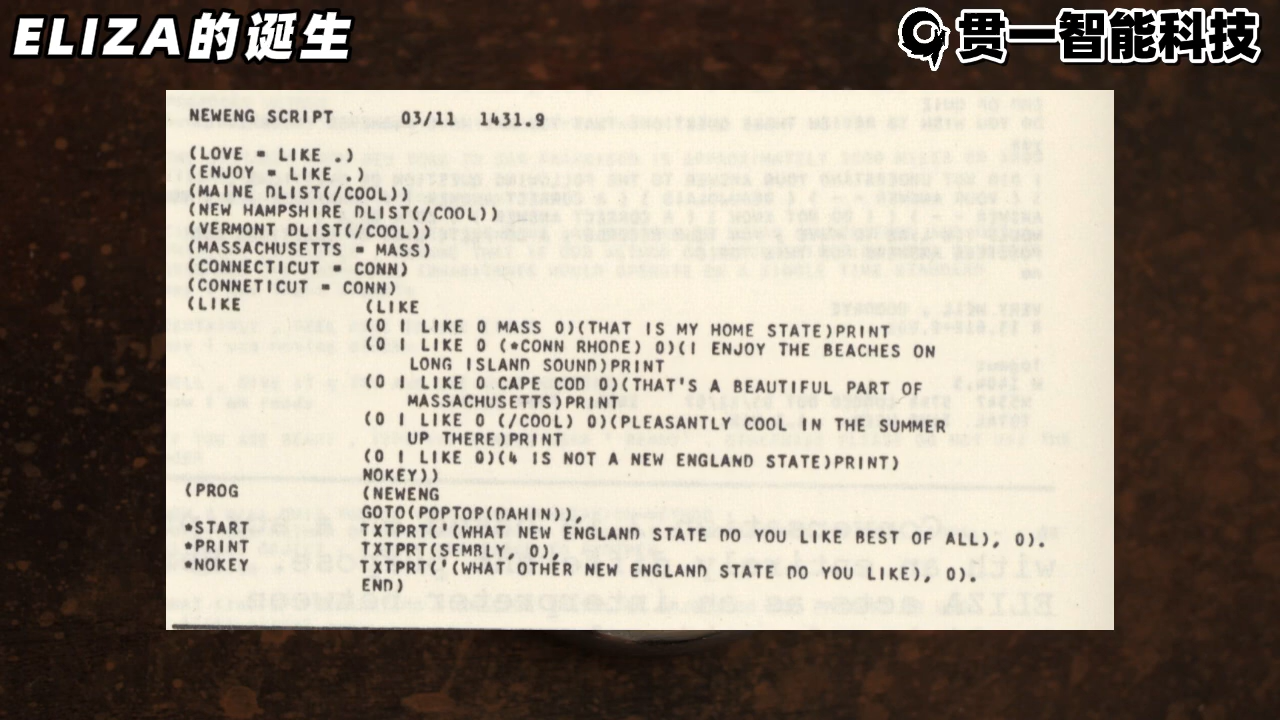 ELIZA的诞生
贯一智能科技
NEWENG SCRIPT 03/11 1431.9
(LOVE = LIKE .)
(ENJOY = LIKE .)
(MAINE DLIST(/COOL))
(NEW HAMPSHIRE DLIST(/COOL))
(VERMONT DLIST(/COOL))
(MASSACHUSETTS = MASS)
(CONNECTICUT = CONN)
(CONNETICUT = CONN)
(LIKE (LIKE
(0 I LIKE 0 MASS 0)(THAT IS MY HOME STATE)PRINT
(0 I LIKE 0 (*CONN RHODE) 0)(I ENJOY THE BEACHES ON
LONG ISLAND SOUND)PRINT
(0 I LIKE 0 CAPE COD 0)(THAT'S A BEAUTIFUL PART OF
MASSACHUSETTS)PRINT
(0 I LIKE 0 (/COOL) 0)(PLEASANTLY COOL IN THE SUMMER
UP THERE)PRINT
(0 I LIKE 0)(4 IS NOT A NEW ENGLAND STATE)PRINT)
NOKEY))
(PROG (NEWENG
GOTO(POPTOP(DAHIN)),
*START TXTPRT('(WHAT NEW ENGLAND STATE DO YOU LIKE BEST OF ALL), 0).
*PRINT TXTPRT(SEMBLY, 0),
*NOKEY TXTPRT('(WHAT OTHER NEW ENGLAND STATE DO YOU LIKE), 0).
END)